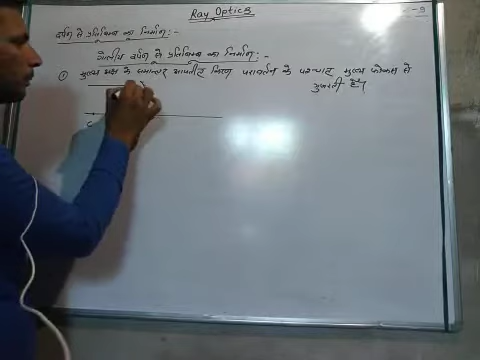 Ray Optics
-9
दर्पण से प्रतिबिम्ब का निर्माण:-
गोलीय दर्पण से प्रतिबिम्ब का निर्माण:-
① मुख्य अक्ष के समान्तर आपतित किरण परावर्तन के पश्चात् मुख्य फोकस से
गुजरती है।
C